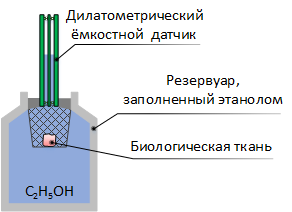 Дилатометрический
ёмкостной датчик
Резервуар,
заполненный этанолом
Биологическая ткань
C₂H₅OH